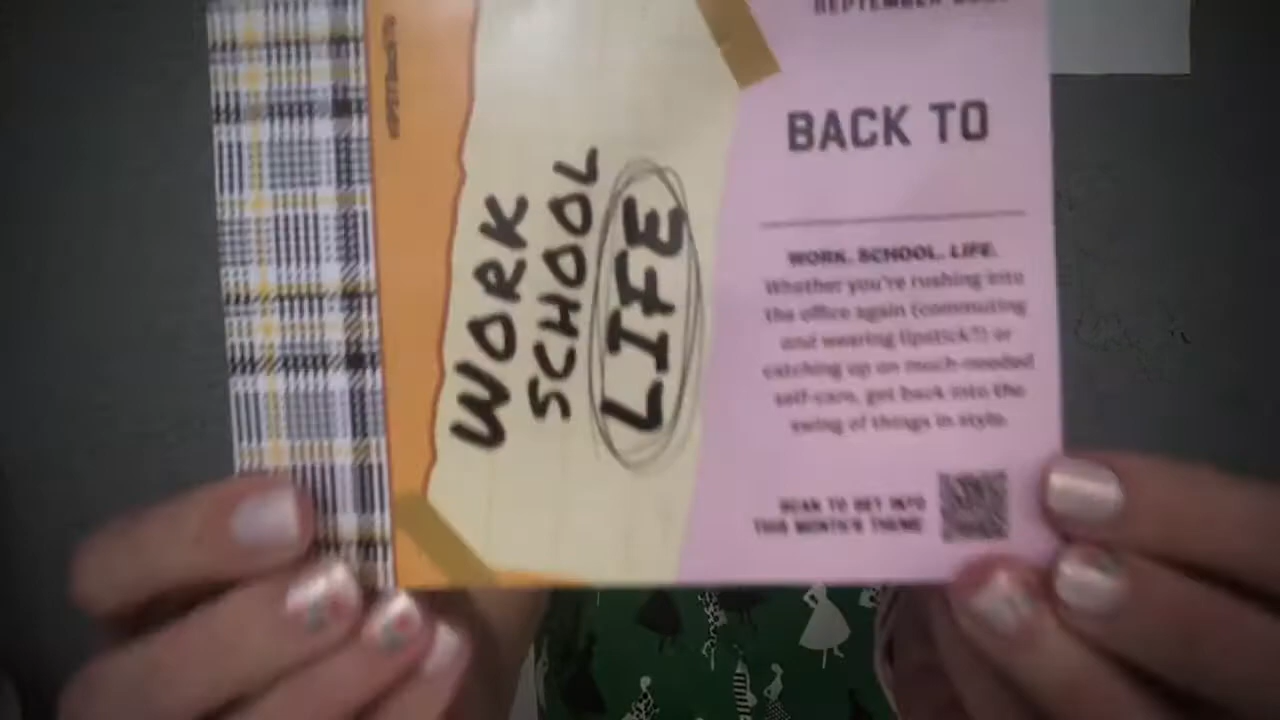 WORK
SCHOOL
LIFE
SEPTEMBER
BACK TO
WORK. SCHOOL. LIFE.
Whether you're rushing into
the office again (commuting
and wearing lipstick?!) or
catching up on much-needed
self-care, get back into the
swing of things in style.
SCAN TO GET INTO
THIS MONTH'S THEME